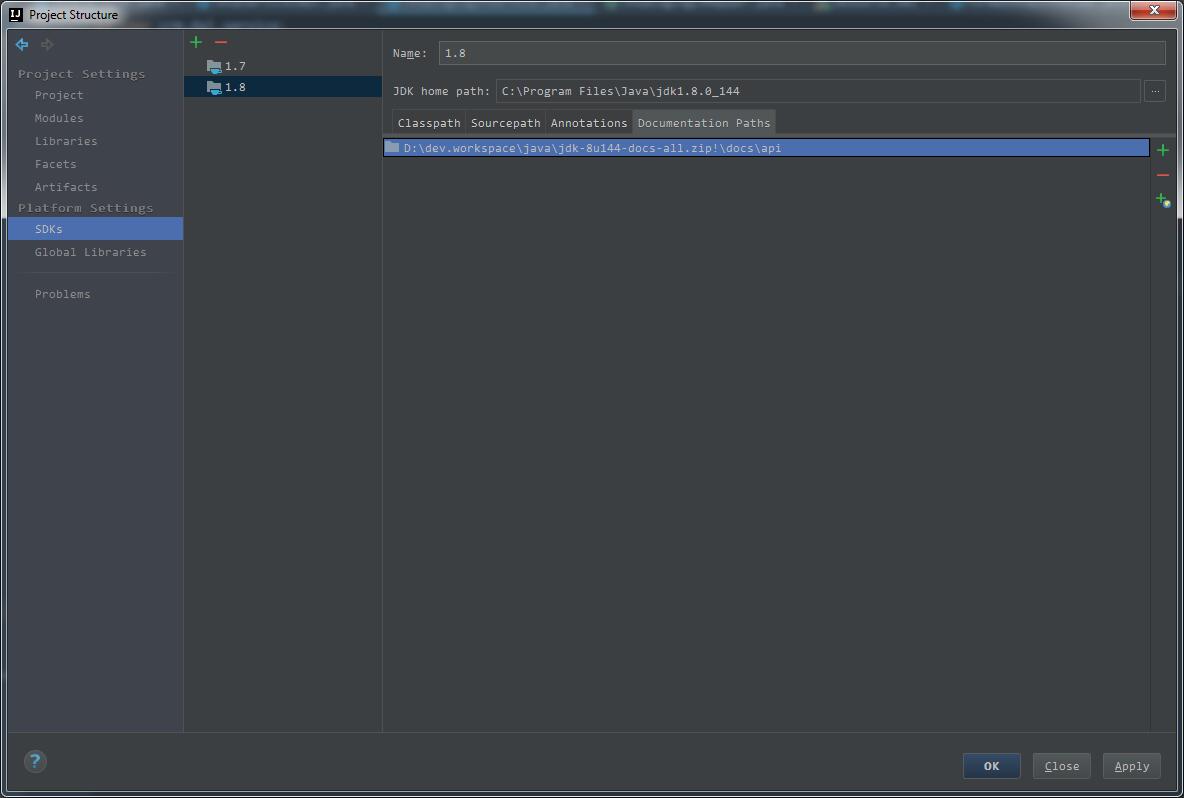 IJ Project Structure
Project Settings
Project
Modules
Libraries
Facets
Artifacts
Platform Settings
SDKs
Global Libraries
Problems
1.7
1.8
Name: 1.8
JDK home path: C:\Program Files\Java\jdk1.8.0_144 ...
Classpath Sourcepath Annotations Documentation Paths
D:\dev.workspace\java\jdk-8u144-docs-all.zip!\docs\api
?
OK Close Apply